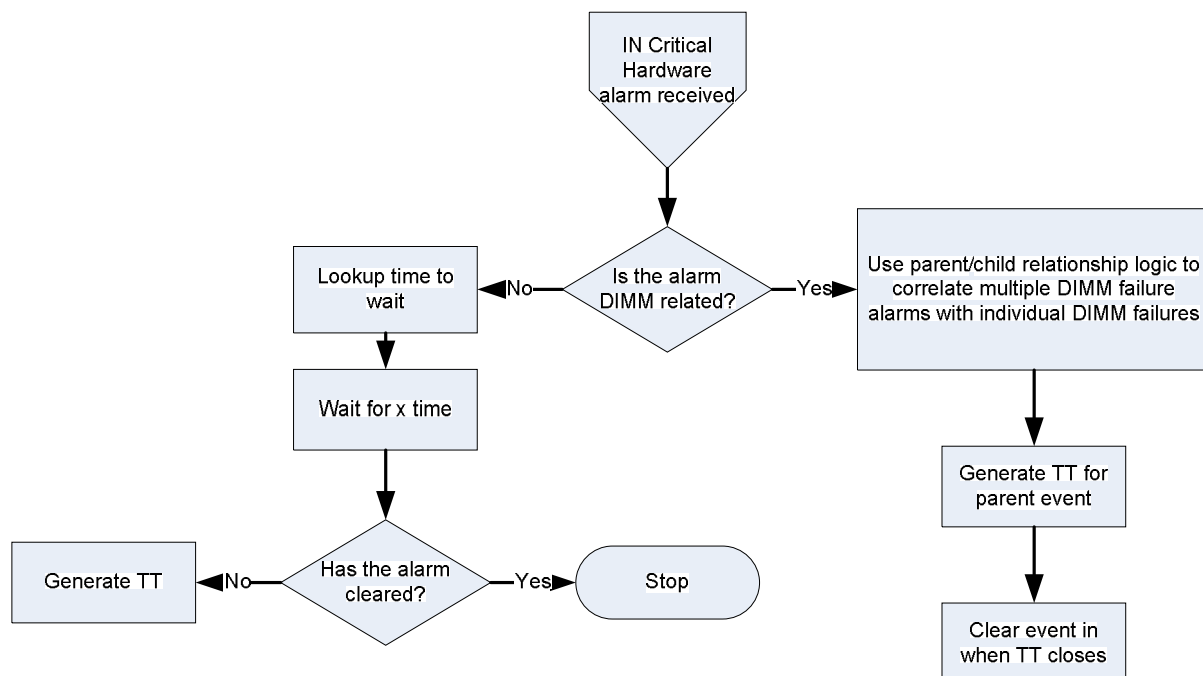 IN Critical
Hardware
alarm received
Is the alarm
DIMM related?
No
Yes
Lookup time to
wait
Use parent/child relationship logic to
correlate multiple DIMM failure
alarms with individual DIMM failures
Wait for x time
Generate TT for
parent event
Has the alarm
cleared?
No
Yes
Generate TT
Stop
Clear event in
when TT closes